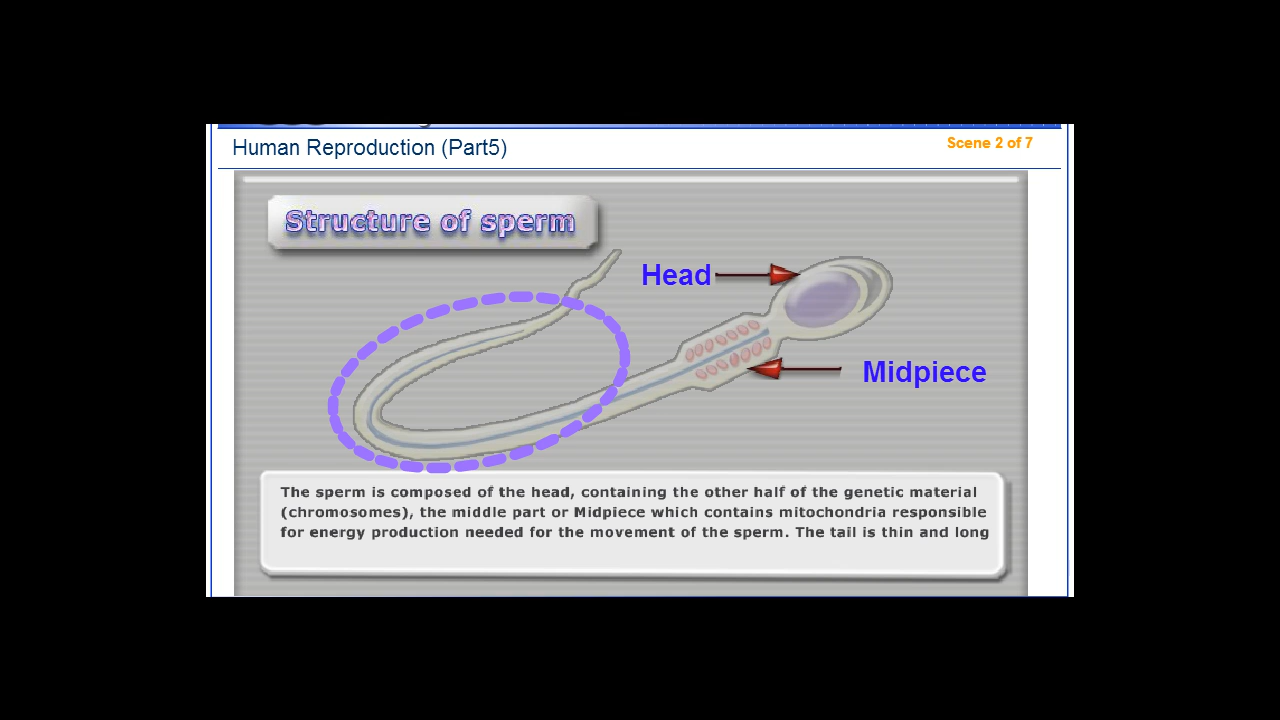 Human Reproduction (Part5)
Scene 2 of 7
Structure of sperm
Head
Midpiece
The sperm is composed of the head, containing the other half of the genetic material
(chromosomes), the middle part or Midpiece which contains mitochondria responsible
for energy production needed for the movement of the sperm. The tail is thin and long